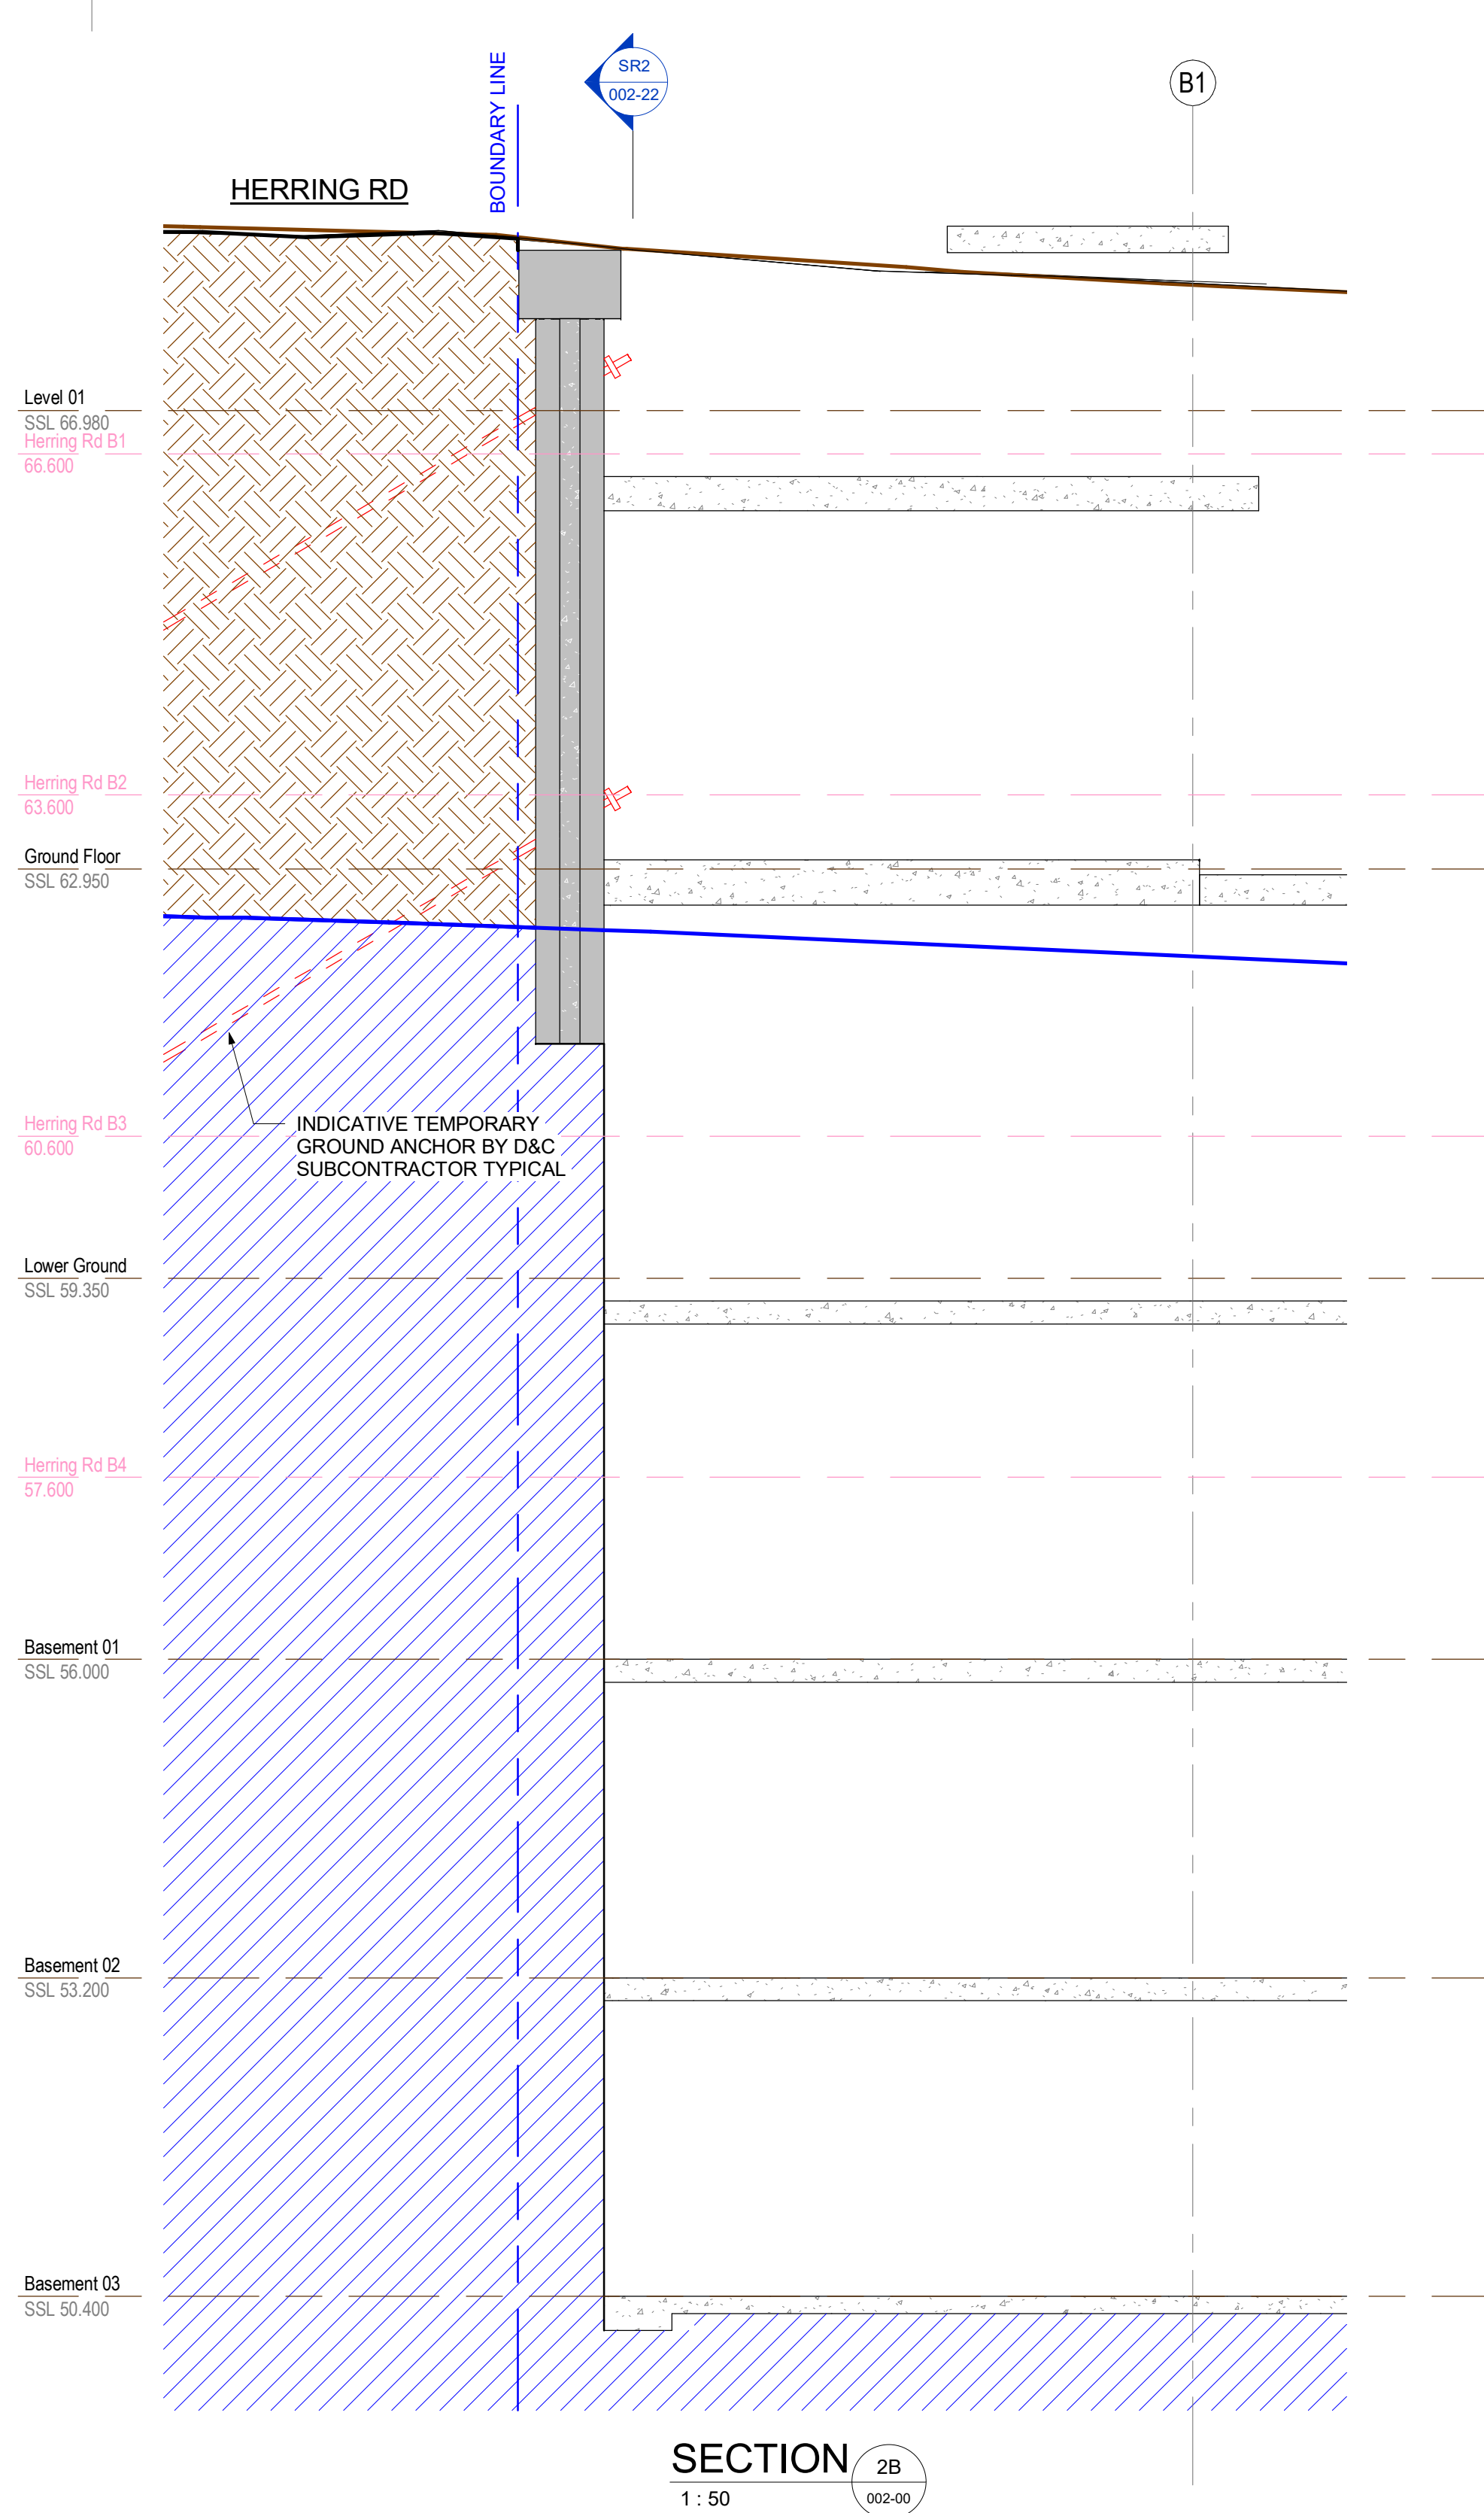 BOUNDARY LINE
SR2
002-22
B1
HERRING RD
Level 01
SSL 66.980
Herring Rd B1
66.600
Herring Rd B2
63.600
Ground Floor
SSL 62.950
Herring Rd B3
60.600
INDICATIVE TEMPORARY
GROUND ANCHOR BY D&C
SUBCONTRACTOR TYPICAL
Lower Ground
SSL 59.350
Herring Rd B4
57.600
Basement 01
SSL 56.000
Basement 02
SSL 53.200
Basement 03
SSL 50.400
SECTION
2B
1 : 50
002-00